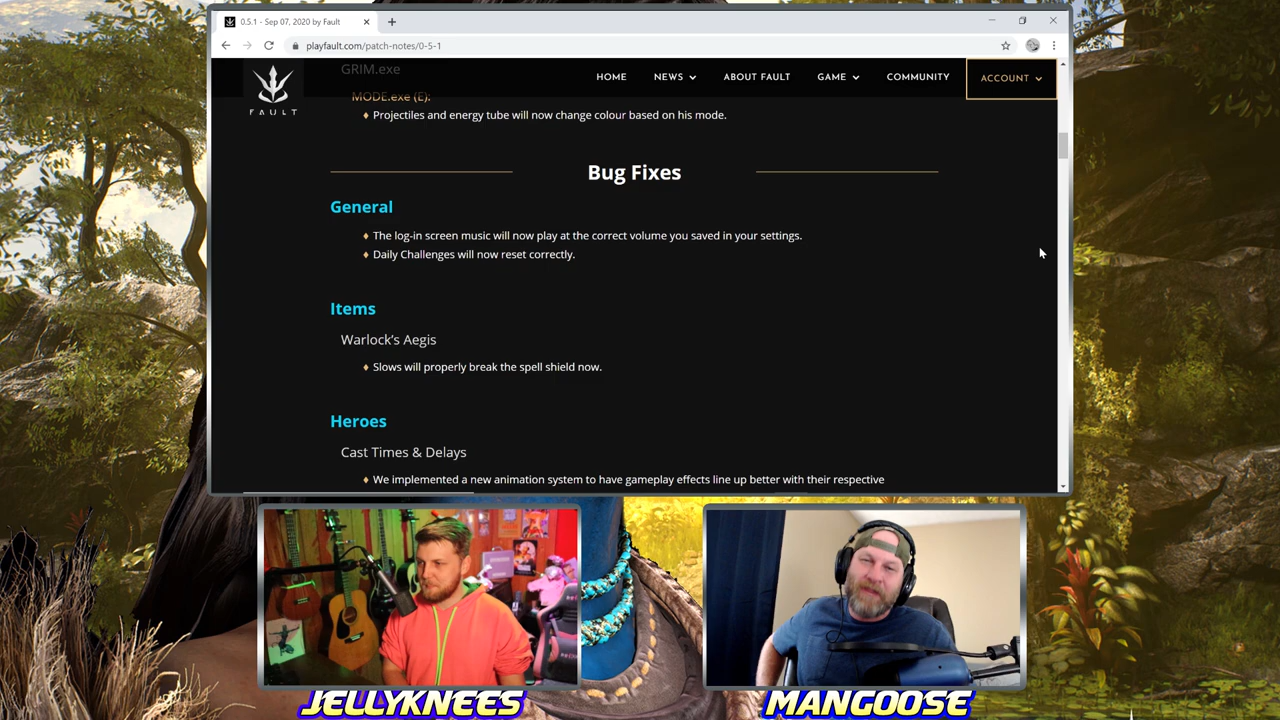 0.5.1 - Sep 07, 2020 by Fault
playfault.com/patch-notes/0-5-1
FAULT
HOME
NEWS
ABOUT FAULT
GAME
COMMUNITY
ACCOUNT
GRIM.exe
MODE.exe (E):
Projectiles and energy tube will now change colour based on his mode.
Bug Fixes
General
The log-in screen music will now play at the correct volume you saved in your settings.
Daily Challenges will now reset correctly.
Items
Warlock's Aegis
Slows will properly break the spell shield now.
Heroes
Cast Times & Delays
We implemented a new animation system to have gameplay effects line up better with their respective
JELLYKNEES
MANGOOSE